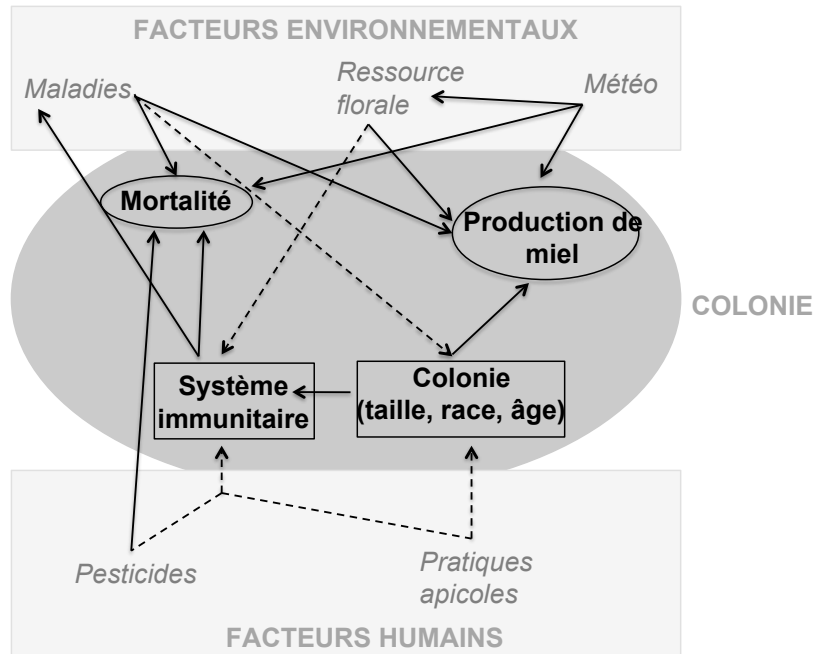 FACTEURS ENVIRONNEMENTAUX
Maladies
Ressource
florale
Météo
Mortalité
Production de
miel
COLONIE
Système
immunitaire
Colonie
(taille, race, âge)
Pesticides
Pratiques
apicoles
FACTEURS HUMAINS